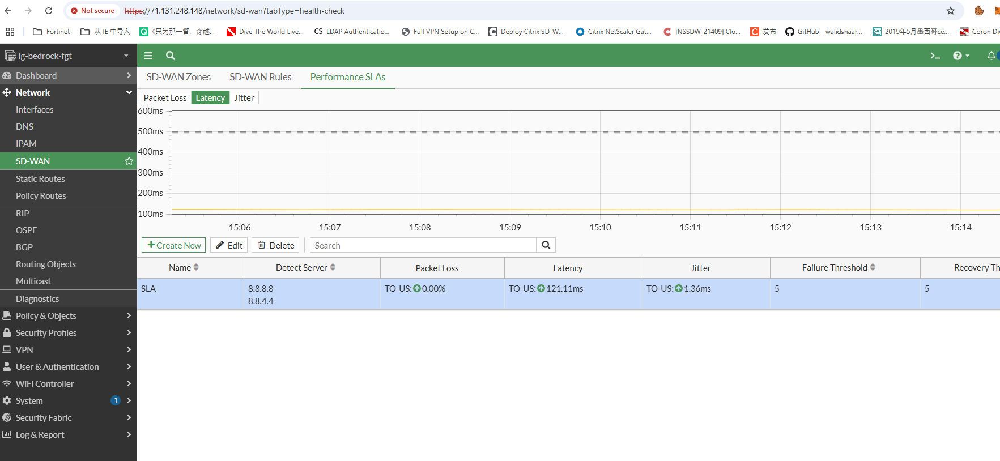 Not secure https://71.131.248.148/network/sd-wan?tabType=health-check
Fortinet 从 IE 中导入 《只为那一瞥，穿越... Dive The World Live... CS LDAP Authenticatio... Full VPN Setup on C... Deploy Citrix SD-W... Citrix NetScaler Gat... [NSSDW-21409] Clo... 发布 GitHub - walidshaar... 2019年5月墨西哥ce... Coron Div
lg-bedrock-fgt
Dashboard
Network
Interfaces
DNS
IPAM
SD-WAN
Static Routes
Policy Routes
RIP
OSPF
BGP
Routing Objects
Multicast
Diagnostics
Policy & Objects
Security Profiles
VPN
User & Authentication
WiFi Controller
System 1
Security Fabric
Log & Report
SD-WAN Zones SD-WAN Rules Performance SLAs
Packet Loss Latency Jitter
600ms
500ms
400ms
300ms
200ms
100ms
15:06 15:07 15:08 15:09 15:10 15:11 15:12 15:13 15:14
Create New Edit Delete Search
Name Detect Server Packet Loss Latency Jitter Failure Threshold Recovery Th
SLA 8.8.8.8 TO-US: 0.00% TO-US: 121.11ms TO-US: 1.36ms 5 5
8.8.4.4